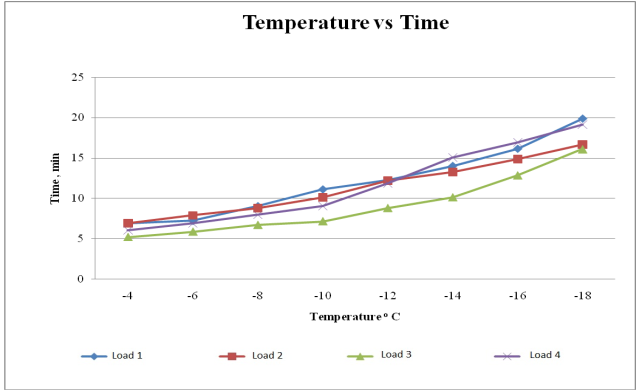 Temperature vs Time
25
20
15
10
5
0
Time, min
-4 -6 -8 -10 -12 -14 -16 -18
Temperature ° C
Load 1 Load 2 Load 3 Load 4